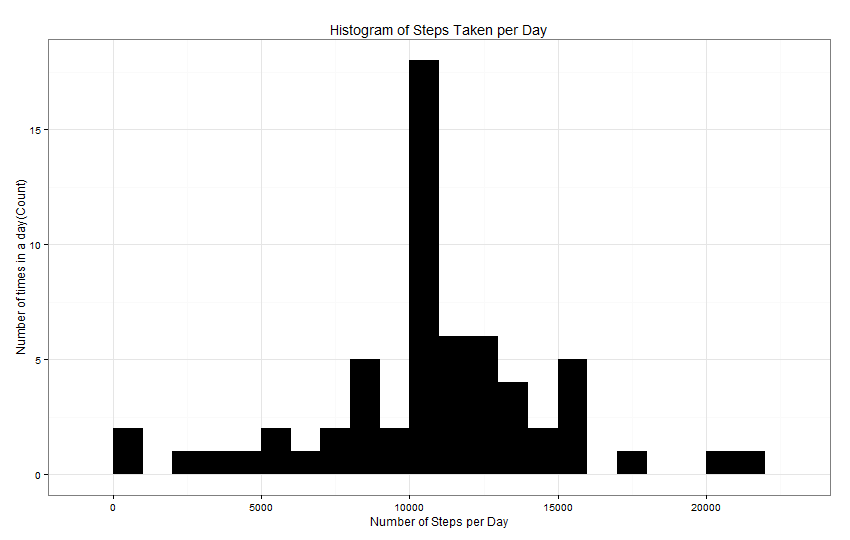 Histogram of Steps Taken per Day
Number of times in a day(Count)
15
10
5
0
0 5000 10000 15000 20000
Number of Steps per Day